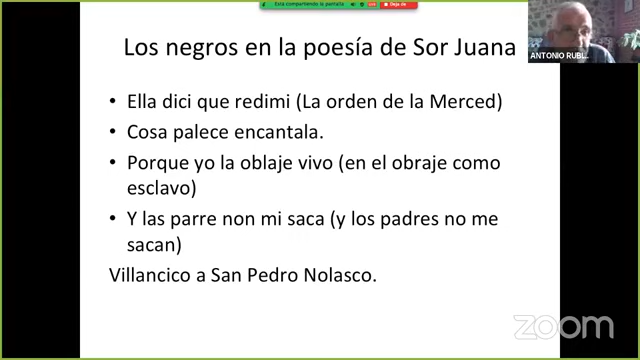 Está compartiendo la pantalla
Deja de
Los negros en la poesía de Sor Juana
ANTONIO RUBI...
• Ella dici que redimi (La orden de la Merced)
• Cosa palece encantala.
• Porque yo la oblaje vivo (en el obraje como
esclavo)
• Y las parre non mi saca (y los padres no me
sacan)
Villancico a San Pedro Nolasco.
zoom